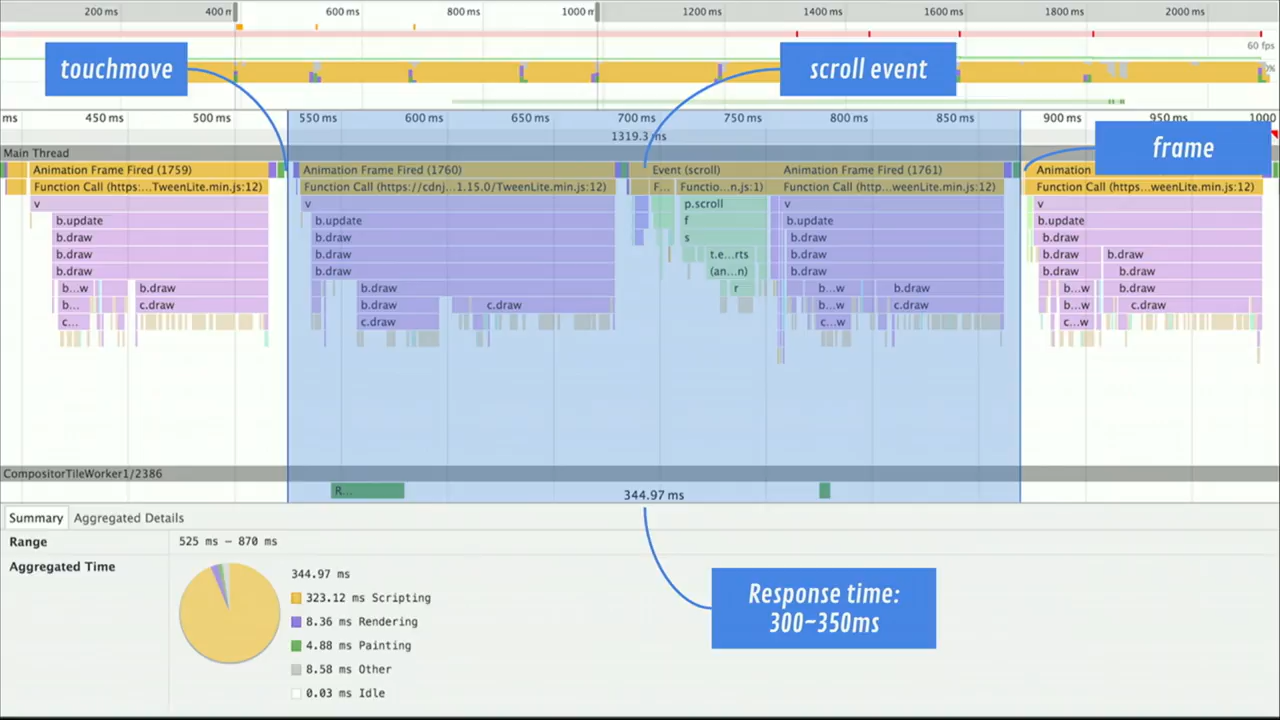 200 ms 400 m 600 ms 800 ms 1000 m 1200 ms 1400 ms 1600 ms 1800 ms 2000 ms
60 fps
touchmove scroll event
ms 450 ms 500 ms 550 ms 600 ms 650 ms 700 ms 750 ms 800 ms 850 ms 900 ms 950 ms 1000
1319.3 ms
frame
Main Thread
Animation Frame Fired (1759) Animation Frame Fired (1760) Event (scroll) Animation Frame Fired (1761) Animation
Function Call (https:...TweenLite.min.js:12) Function Call (https://cdnj...1.15.0/TweenLite.min.js:12) F... Functio...n.js:1) Function Call (http...weenLite.min.js:12) Function Call (https...weenLite.min.js:12)
v v p.scroll v v
b.update b.update f b.update b.update
b.draw b.draw s b.draw b.draw
b.draw b.draw t.e...rts b.draw b.draw b.draw
b.draw b.draw (an...n) b.draw b.draw b.draw
b...w b.draw b.draw r b...w b.draw b...w b.draw
b... c.draw b.draw c.draw b...w c.draw b...w c.draw
c... c.draw c...w c...w
CompositorTileWorker1/2386
R...
344.97 ms
Summary Aggregated Details
Range 525 ms – 870 ms
Aggregated Time
344.97 ms
323.12 ms Scripting
8.36 ms Rendering
4.88 ms Painting
8.58 ms Other
0.03 ms Idle
Response time:
300~350ms